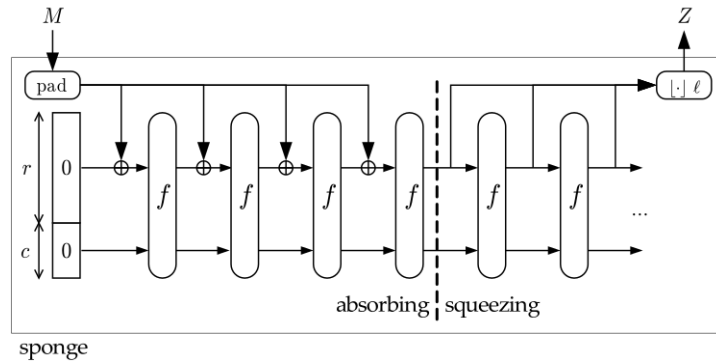 M Z
pad ⌊·⌋ ℓ
r 0 f f f f f f
c 0 ...
absorbing squeezing
sponge